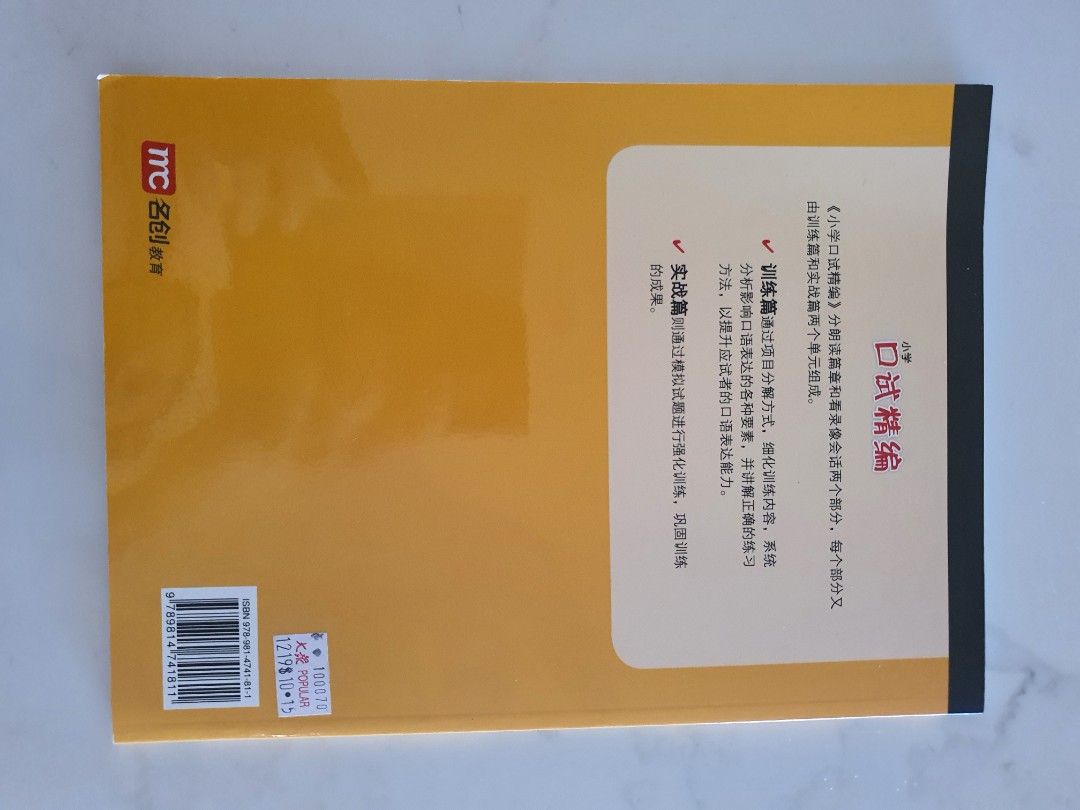 小学
口试精编
《小学口试精编》分朗读篇章和看录像会话两个部分，每个部分又
由训练篇和实战篇两个单元组成。
✓ 训练篇通过项目分解方式，细化训练内容，系统
分析影响口语表达的各种要素，并讲解正确的练习
方法，以提升应试者的口语表达能力。
✓ 实战篇则通过模拟试题进行强化训练，巩固训练
的成果。
mc 名创教育
100070
大众 POPULAR
1219$10.15
ISBN 978-981-4741-81-1
9 789814 741811